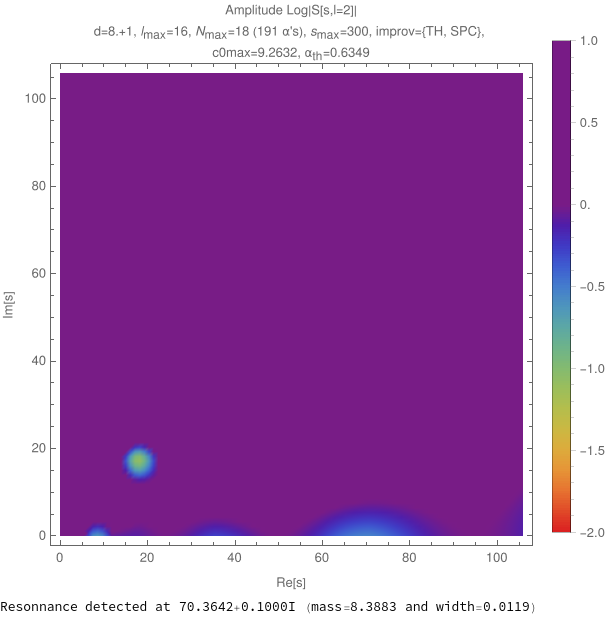 Amplitude Log|S[s,l=2]|
d=8.+1, lmax=16, Nmax=18 (191 α's), smax=300, improv={TH, SPC},
c0max=9.2632, αth=0.6349
1.0
100
0.5
80
0.
60
Im[s]
-0.5
40
-1.0
20
-1.5
0
-2.0
0 20 40 60 80 100
Re[s]
Resonnance detected at 70.3642+0.1000I (mass=8.3883 and width=0.0119)